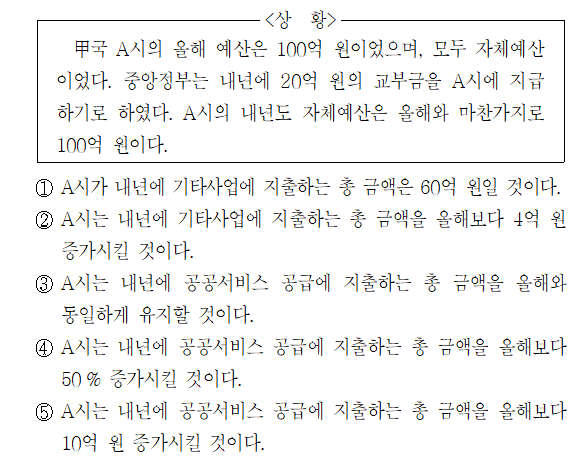 <상 황>
甲국 A시의 올해 예산은 100억 원이었으며, 모두 자체예산
이었다. 중앙정부는 내년에 20억 원의 교부금을 A시에 지급
하기로 하였다. A시의 내년도 자체예산은 올해와 마찬가지로
100억 원이다.
① A시가 내년에 기타사업에 지출하는 총 금액은 60억 원일 것이다.
② A시는 내년에 기타사업에 지출하는 총 금액을 올해보다 4억 원
증가시킬 것이다.
③ A시는 내년에 공공서비스 공급에 지출하는 총 금액을 올해와
동일하게 유지할 것이다.
④ A시는 내년에 공공서비스 공급에 지출하는 총 금액을 올해보다
50 % 증가시킬 것이다.
⑤ A시는 내년에 공공서비스 공급에 지출하는 총 금액을 올해보다
10억 원 증가시킬 것이다.